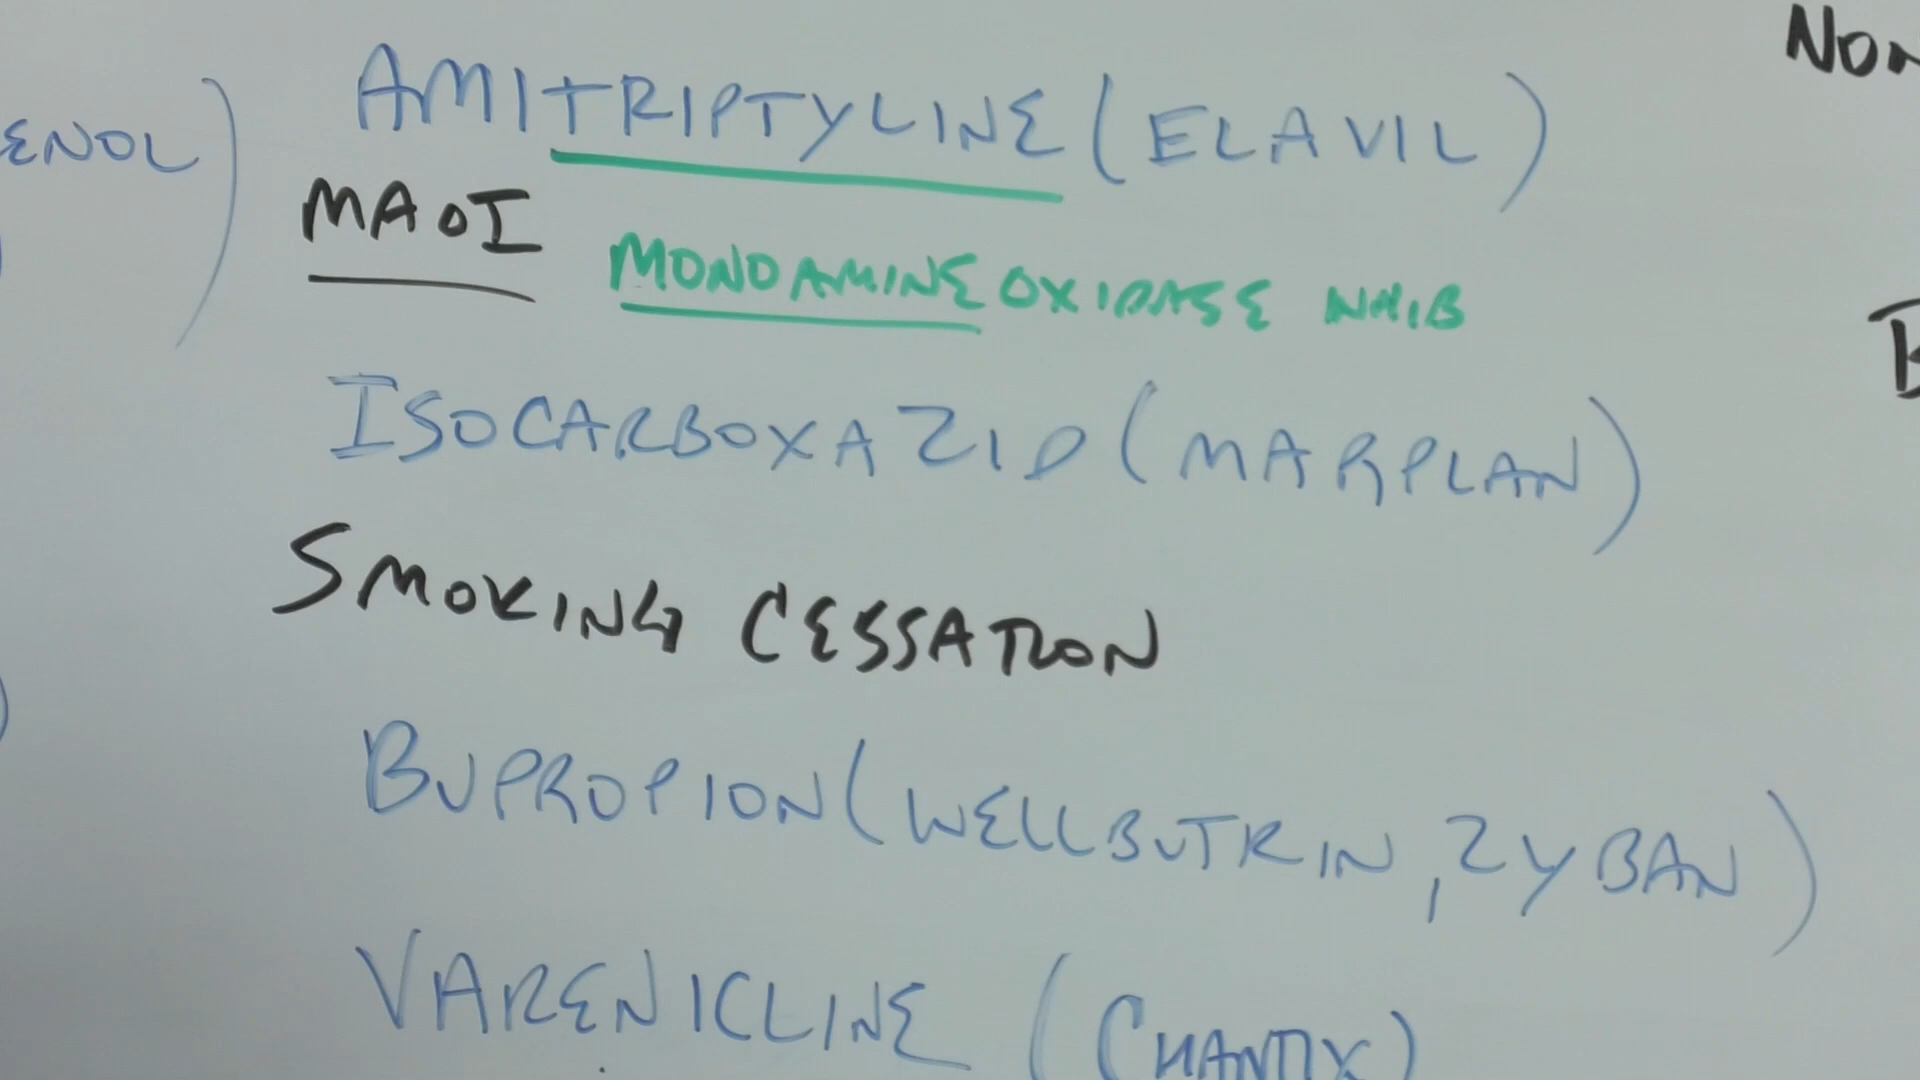 AMITRIPTYLINE (ELAVIL)
MAOI MONOAMINE OXIDASE INHIB
ISOCARBOXAZID (MARPLAN)
SMOKING CESSATION
BUPROPION (WELLBUTRIN, ZYBAN)
VARENICLINE (CHANTIX)
ENOL)
NON